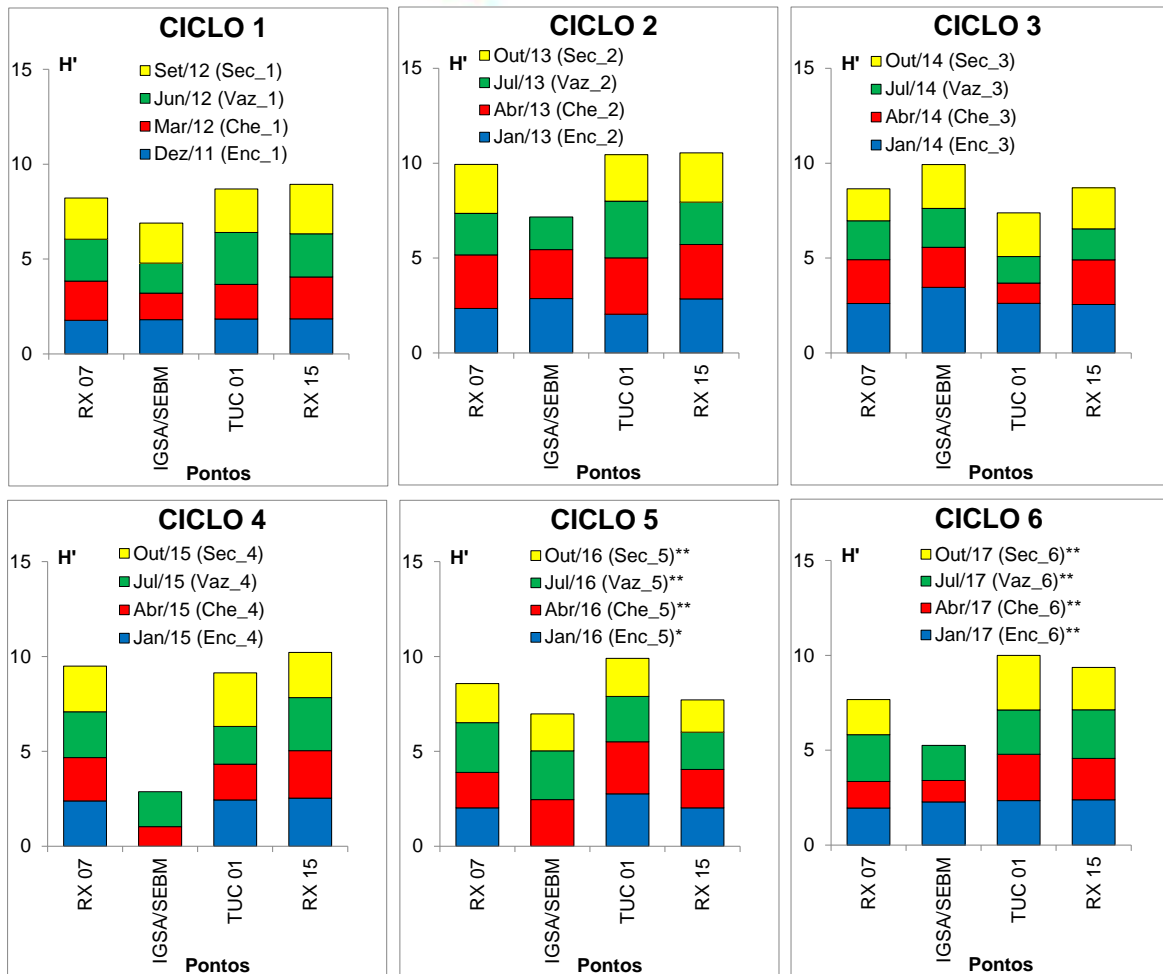 CICLO 1
H'
Set/12 (Sec_1)
Jun/12 (Vaz_1)
Mar/12 (Che_1)
Dez/11 (Enc_1)
15
10
5
0
RX 07
IGSA/SEBM
TUC 01
RX 15
Pontos
CICLO 2
H'
Out/13 (Sec_2)
Jul/13 (Vaz_2)
Abr/13 (Che_2)
Jan/13 (Enc_2)
15
10
5
0
RX 07
IGSA/SEBM
TUC 01
RX 15
Pontos
CICLO 3
H'
Out/14 (Sec_3)
Jul/14 (Vaz_3)
Abr/14 (Che_3)
Jan/14 (Enc_3)
15
10
5
0
RX 07
IGSA/SEBM
TUC 01
RX 15
Pontos
CICLO 4
H'
Out/15 (Sec_4)
Jul/15 (Vaz_4)
Abr/15 (Che_4)
Jan/15 (Enc_4)
15
10
5
0
RX 07
IGSA/SEBM
TUC 01
RX 15
Pontos
CICLO 5
H'
Out/16 (Sec_5)**
Jul/16 (Vaz_5)**
Abr/16 (Che_5)**
Jan/16 (Enc_5)*
15
10
5
0
RX 07
IGSA/SEBM
TUC 01
RX 15
Pontos
CICLO 6
H'
Out/17 (Sec_6)**
Jul/17 (Vaz_6)**
Abr/17 (Che_6)**
Jan/17 (Enc_6)**
15
10
5
0
RX 07
IGSA/SEBM
TUC 01
RX 15
Pontos